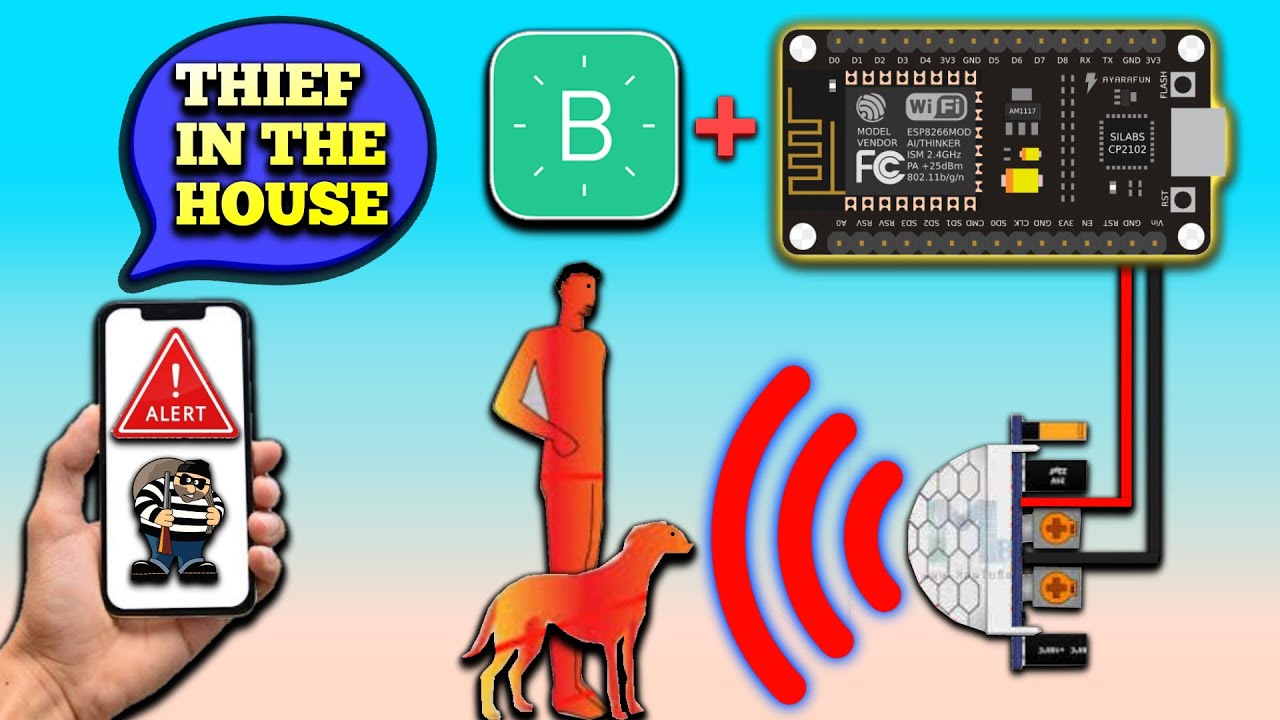 THIEF
IN THE
HOUSE
ALERT
B
D0 D1 D2 D3 D4 3V3 GND D5 D6 D7 D8 RX TX GND 3V3
AYARAFUN
FLASH
WiFi
MODEL
VENDOR
ESP8266MOD
AI/THINKER
ISM 2.4GHz
PA +25dBm
802.11b/g/n
FC
AM1117
SILABS
CP2102
RST
A0 RSV RSV SD3 SD2 SD1 CMD SD0 CLK GND 3V3 EN RST GND Vin